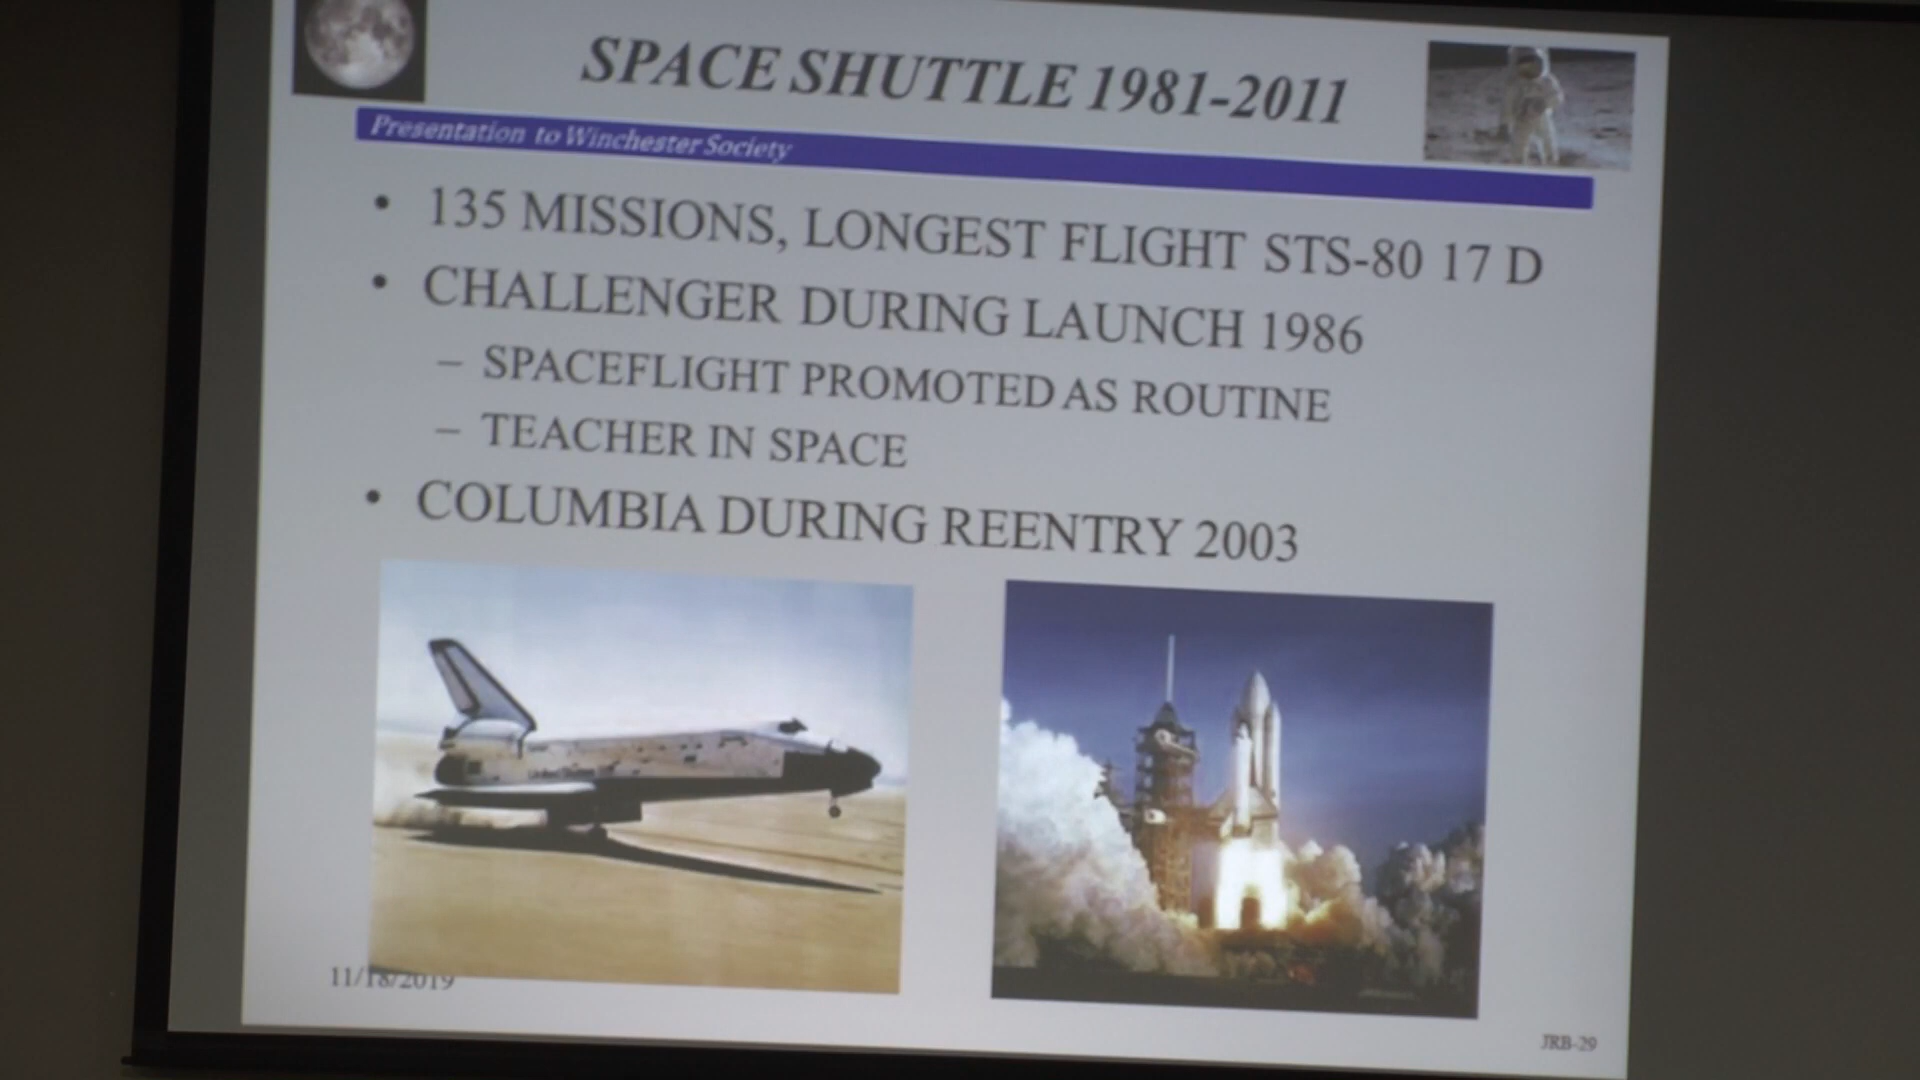 SPACE SHUTTLE 1981-2011
Presentation to Winchester Society
• 135 MISSIONS, LONGEST FLIGHT STS-80 17 D
• CHALLENGER DURING LAUNCH 1986
– SPACEFLIGHT PROMOTED AS ROUTINE
– TEACHER IN SPACE
• COLUMBIA DURING REENTRY 2003
11/18/2019
JRB-29